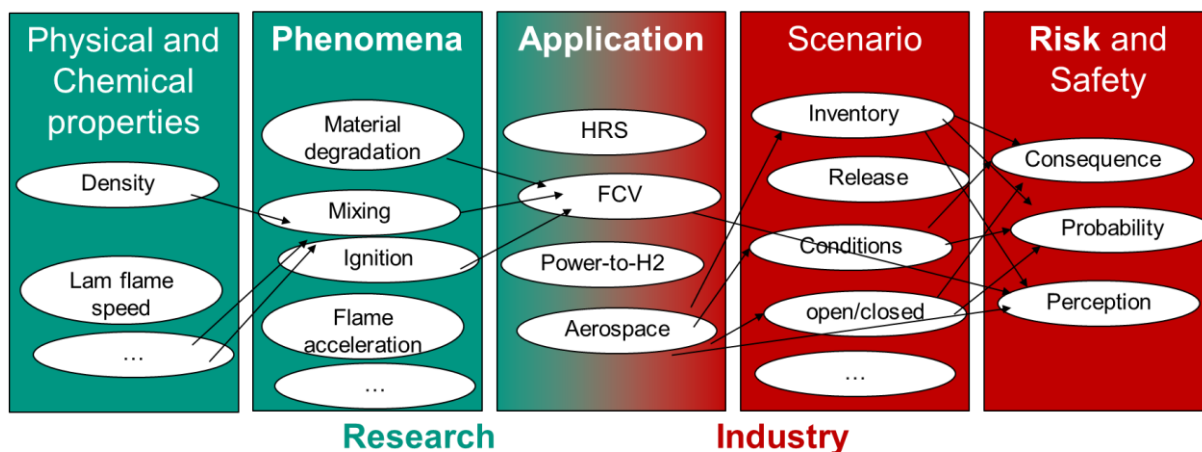 Physical and
Chemical
properties
Density
Lam flame
speed
…
Phenomena
Material
degradation
Mixing
Ignition
Flame
acceleration
…
Application
HRS
FCV
Power-to-H2
Aerospace
Scenario
Inventory
Release
Conditions
open/closed
…
Risk and
Safety
Consequence
Probability
Perception
Research
Industry